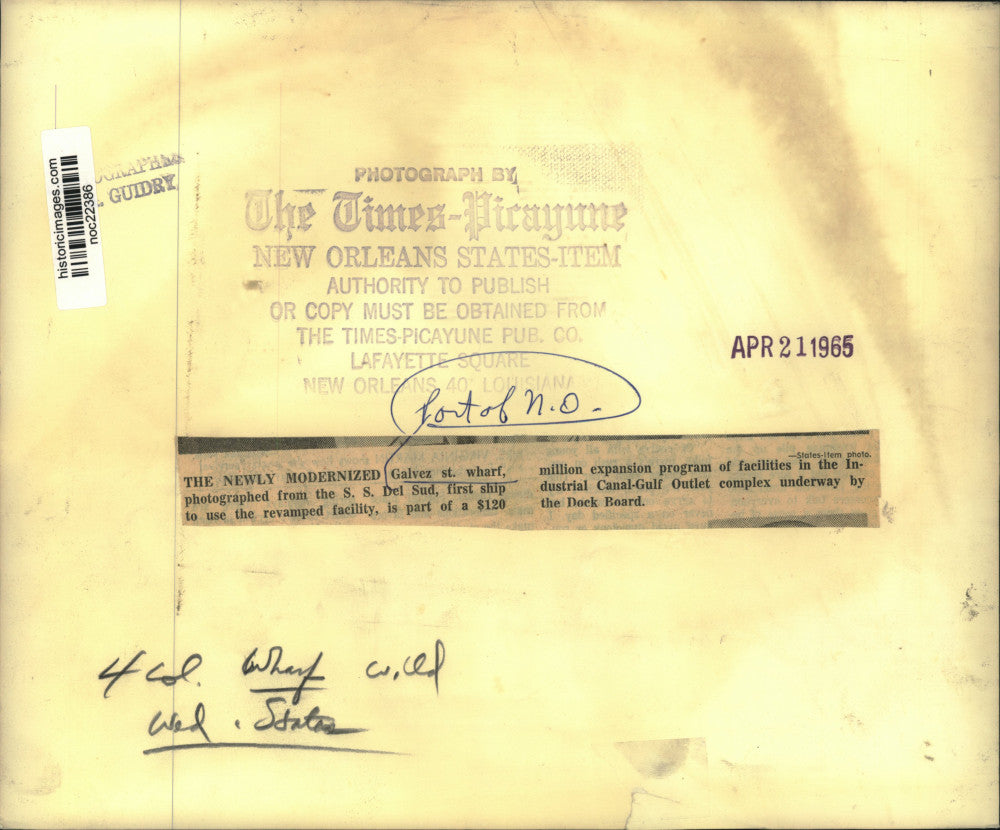 historicimages.com
noc22386
GUIDRY
PHOTOGRAPH BY
The Times-Picayune
NEW ORLEANS STATES-ITEM
AUTHORITY TO PUBLISH
OR COPY MUST BE OBTAINED FROM
THE TIMES-PICAYUNE PUB. CO.
LAFAYETTE SQUARE
NEW ORLEANS 40, LOUISIANA
APR 21 1965
Port of N.O.
THE NEWLY MODERNIZED Galvez st. wharf,
photographed from the S. S. Del Sud, first ship
to use the revamped facility, is part of a $120
—States-Item photo.
million expansion program of facilities in the In-
dustrial Canal-Gulf Outlet complex underway by
the Dock Board.
4 col. Wharf
Wed. States